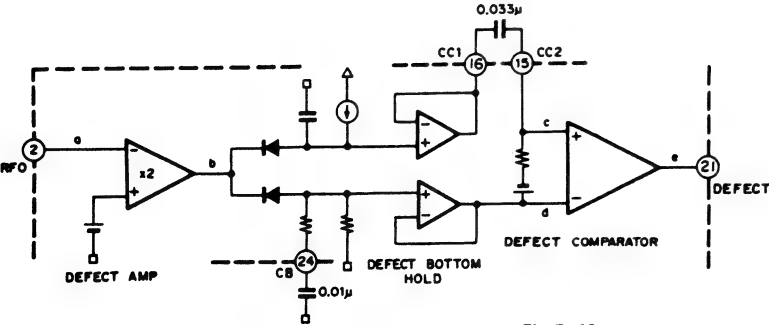 0.033μ
CC1
CC2
16
15
2
RFO
a
-
+
x2
b
-
+
c
+
-
d
e
21
DEFECT
+
-
DEFECT AMP
24
CB
0.01μ
DEFECT BOTTOM
HOLD
DEFECT COMPARATOR